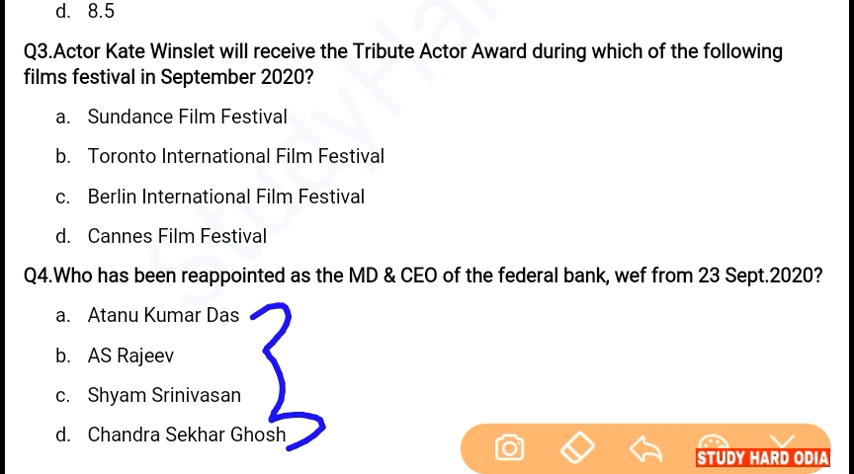 d. 8.5
Q3.Actor Kate Winslet will receive the Tribute Actor Award during which of the following
films festival in September 2020?
a. Sundance Film Festival
b. Toronto International Film Festival
c. Berlin International Film Festival
d. Cannes Film Festival
Q4.Who has been reappointed as the MD & CEO of the federal bank, wef from 23 Sept.2020?
a. Atanu Kumar Das
b. AS Rajeev
c. Shyam Srinivasan
d. Chandra Sekhar Ghosh
STUDY HARD ODIA